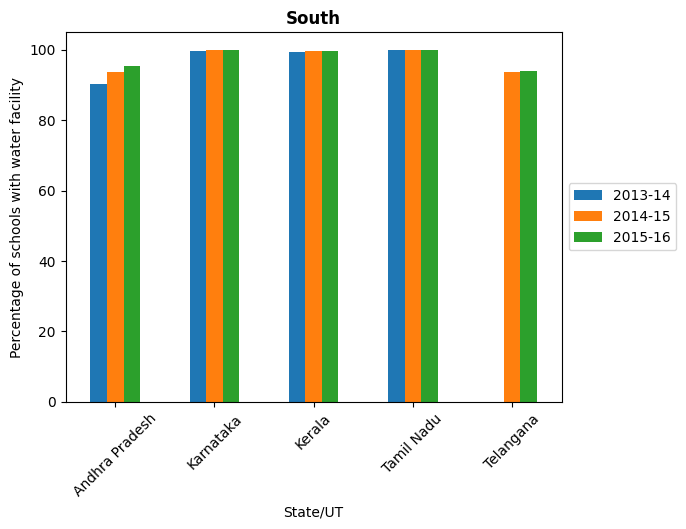 South
Percentage of schools with water facility
100
80
60
40
20
0
Andhra Pradesh
Karnataka
Kerala
Tamil Nadu
Telangana
State/UT
2013-14
2014-15
2015-16